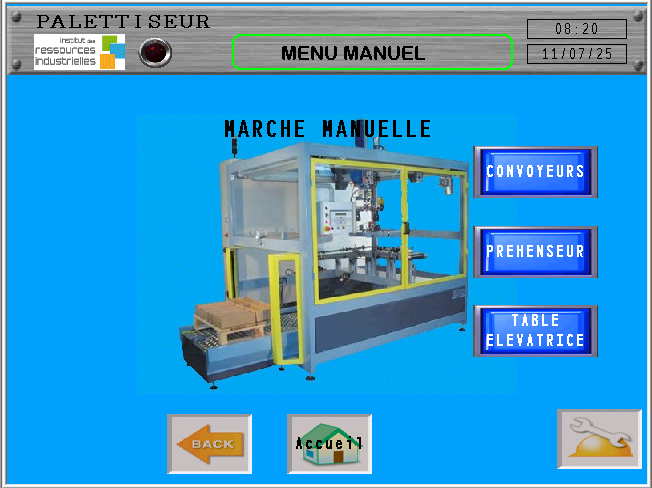 PALETTISEUR
institut des
ressources
industrielles
MENU MANUEL
08:20
11/07/25
MARCHE MANUELLE
CONVOYEURS
PREHENSEUR
TABLE
ELEVATRICE
BACK
Accueil